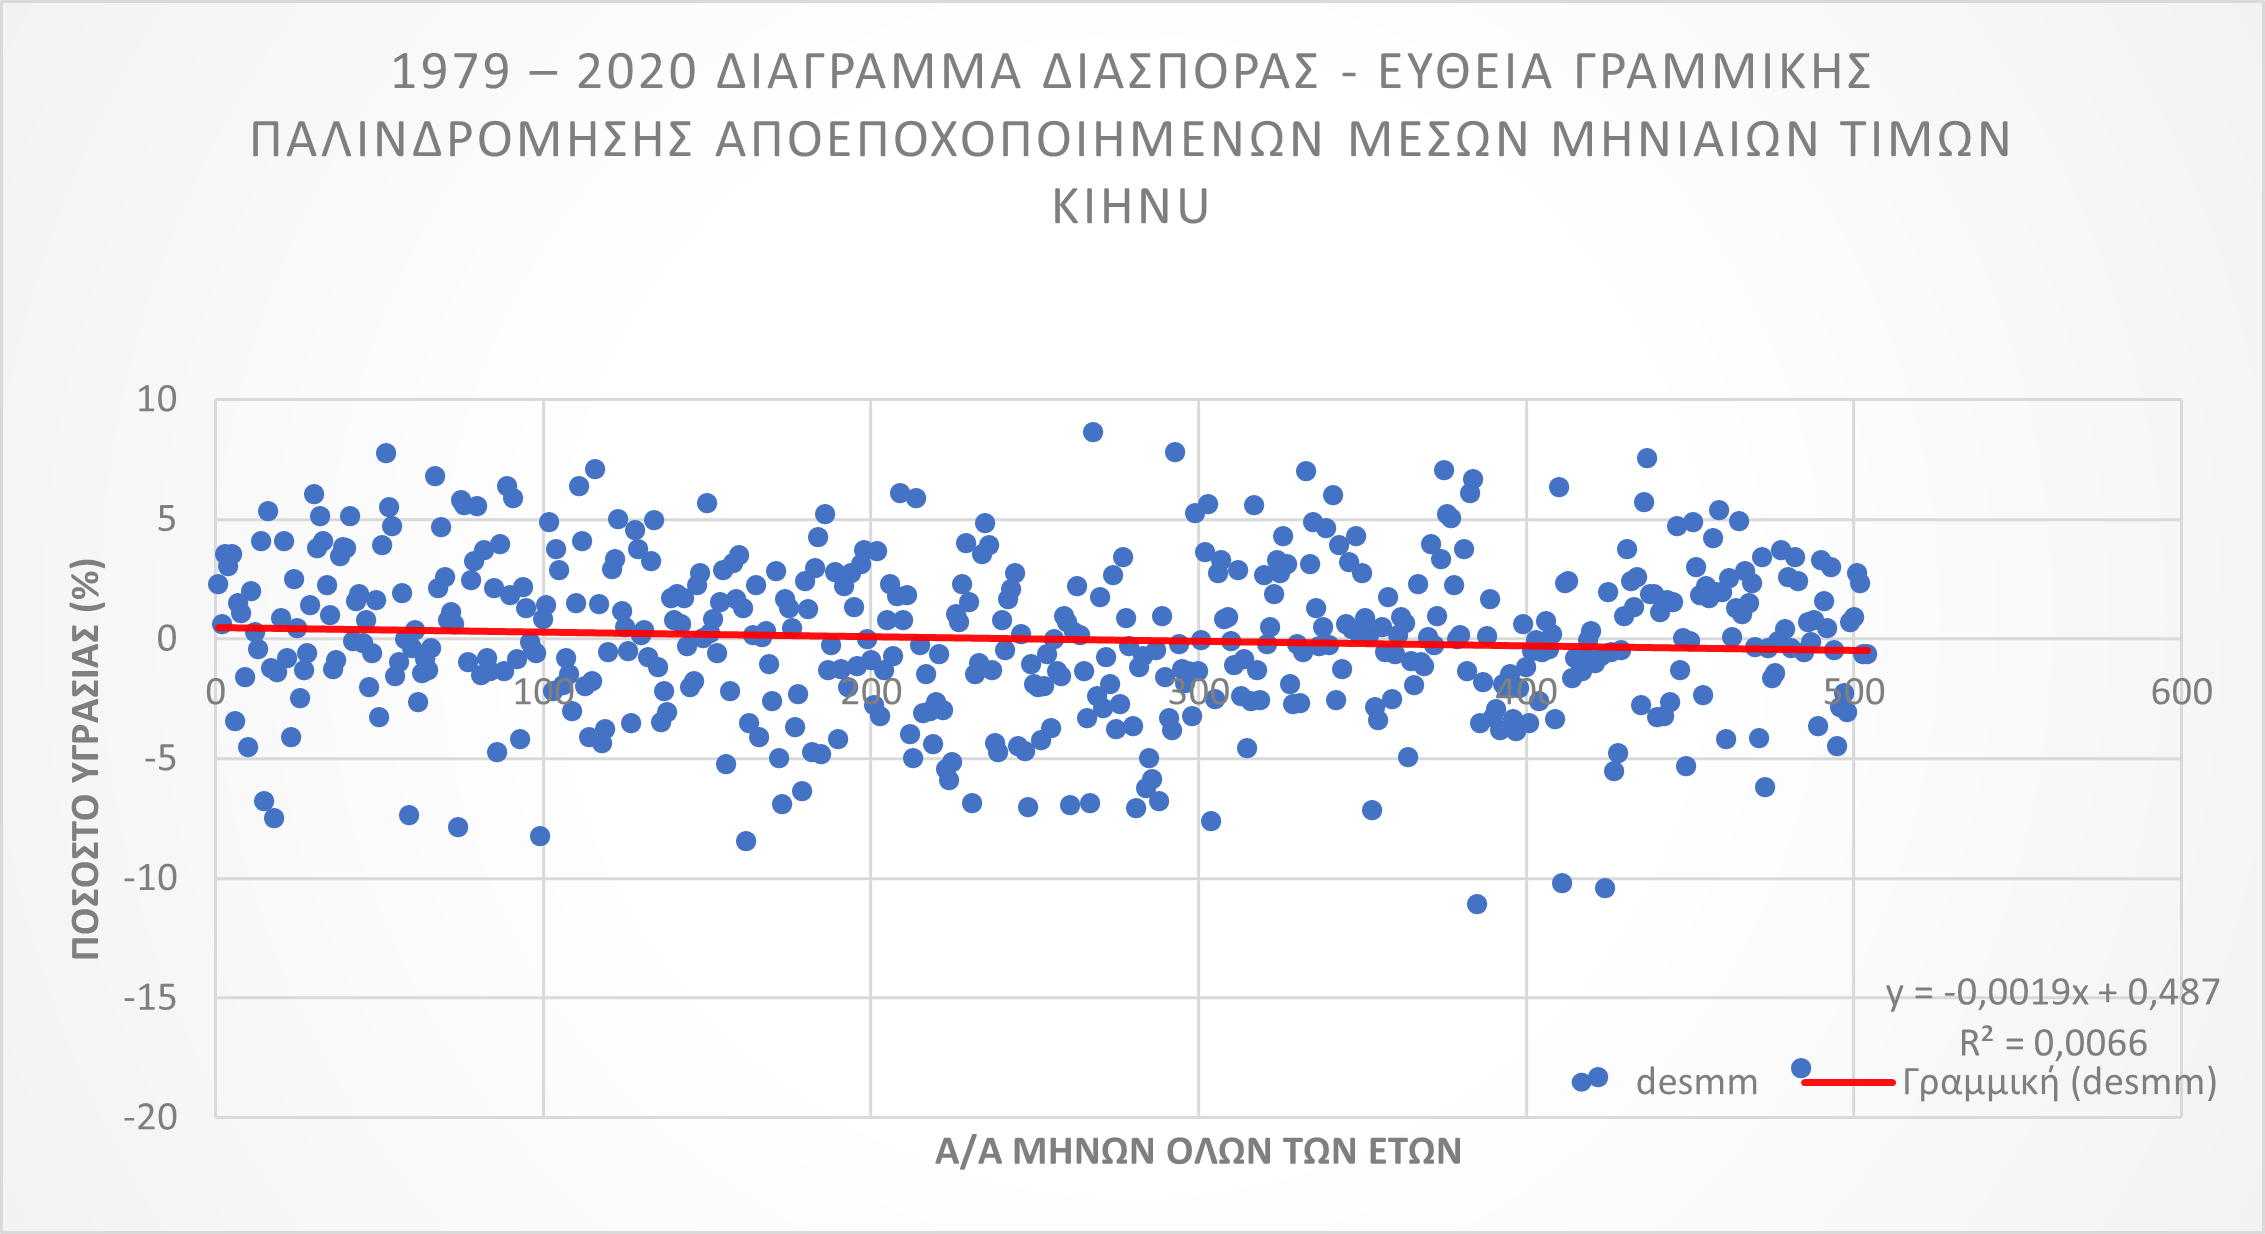 1979 – 2020 ΔΙΑΓΡΑΜΜΑ ΔΙΑΣΠΟΡΑΣ - ΕΥΘΕΙΑ ΓΡΑΜΜΙΚΗΣ
ΠΑΛΙΝΔΡΟΜΗΣΗΣ ΑΠΟΕΠΟΧΟΠΟΙΗΜΕΝΩΝ ΜΕΣΩΝ ΜΗΝΙΑΙΩΝ ΤΙΜΩΝ
KIHNU
ΠΟΣΟΣΤΟ ΥΓΡΑΣΙΑΣ (%)
10
5
0
-5
-10
-15
-20
0 100 200 300 400 500 600
y = -0,0019x + 0,487
R² = 0,0066
desmm Γραμμική (desmm)
Α/Α ΜΗΝΩΝ ΟΛΩΝ ΤΩΝ ΕΤΩΝ